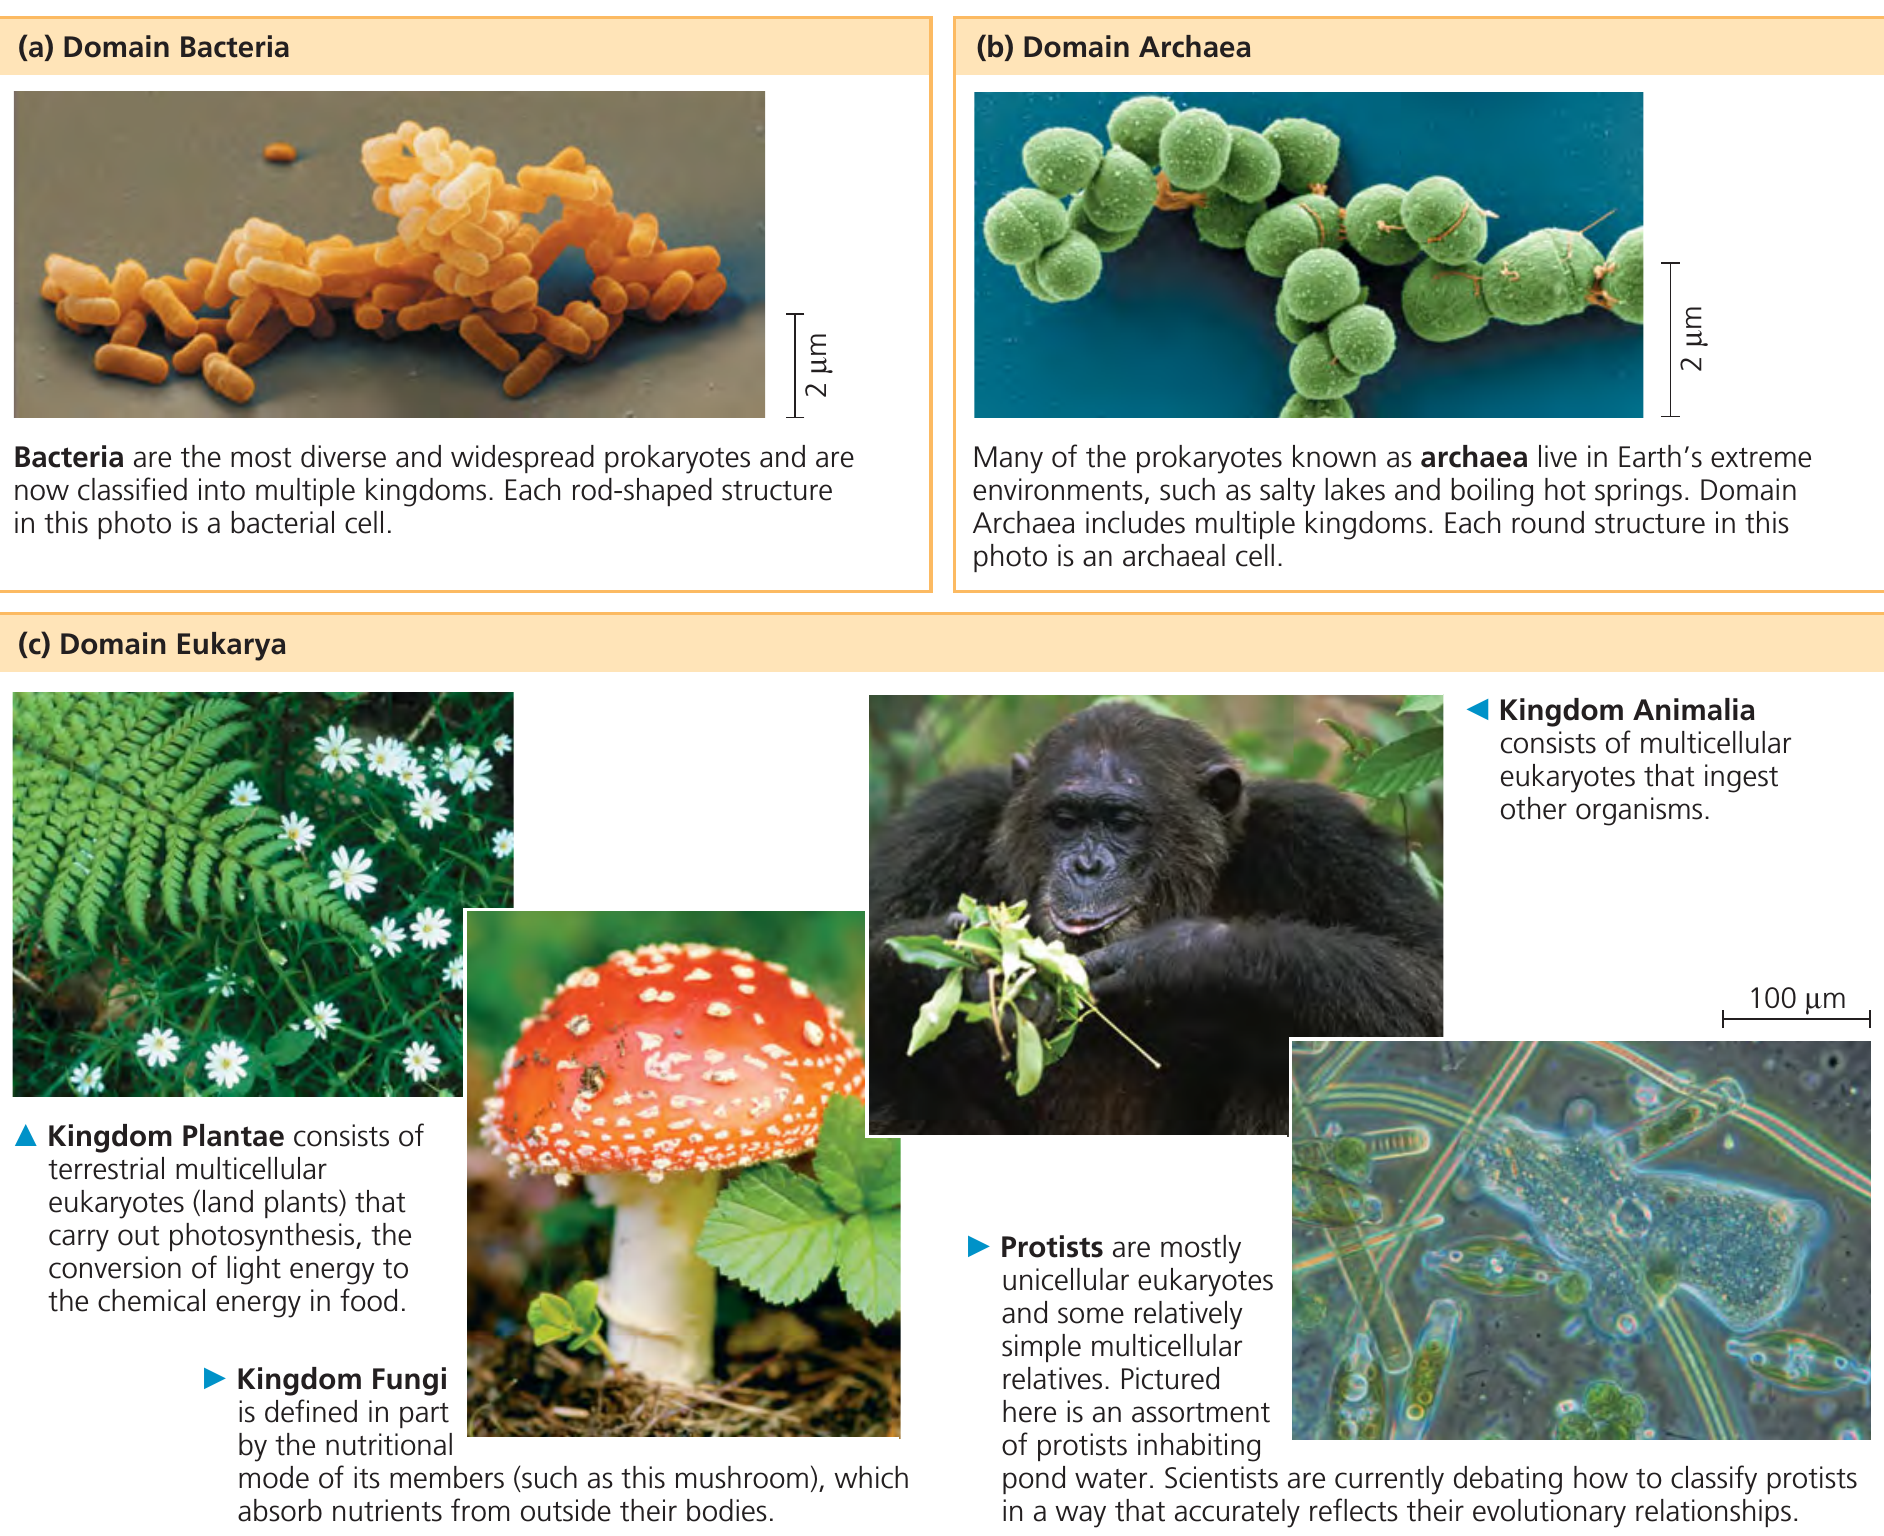 (a) Domain Bacteria
2 μm
Bacteria are the most diverse and widespread prokaryotes and are
now classified into multiple kingdoms. Each rod-shaped structure
in this photo is a bacterial cell.
(b) Domain Archaea
2 μm
Many of the prokaryotes known as archaea live in Earth’s extreme
environments, such as salty lakes and boiling hot springs. Domain
Archaea includes multiple kingdoms. Each round structure in this
photo is an archaeal cell.
(c) Domain Eukarya
Kingdom Plantae consists of
terrestrial multicellular
eukaryotes (land plants) that
carry out photosynthesis, the
conversion of light energy to
the chemical energy in food.
Kingdom Fungi
is defined in part
by the nutritional
mode of its members (such as this mushroom), which
absorb nutrients from outside their bodies.
Kingdom Animalia
consists of multicellular
eukaryotes that ingest
other organisms.
100 μm
Protists are mostly
unicellular eukaryotes
and some relatively
simple multicellular
relatives. Pictured
here is an assortment
of protists inhabiting
pond water. Scientists are currently debating how to classify protists
in a way that accurately reflects their evolutionary relationships.